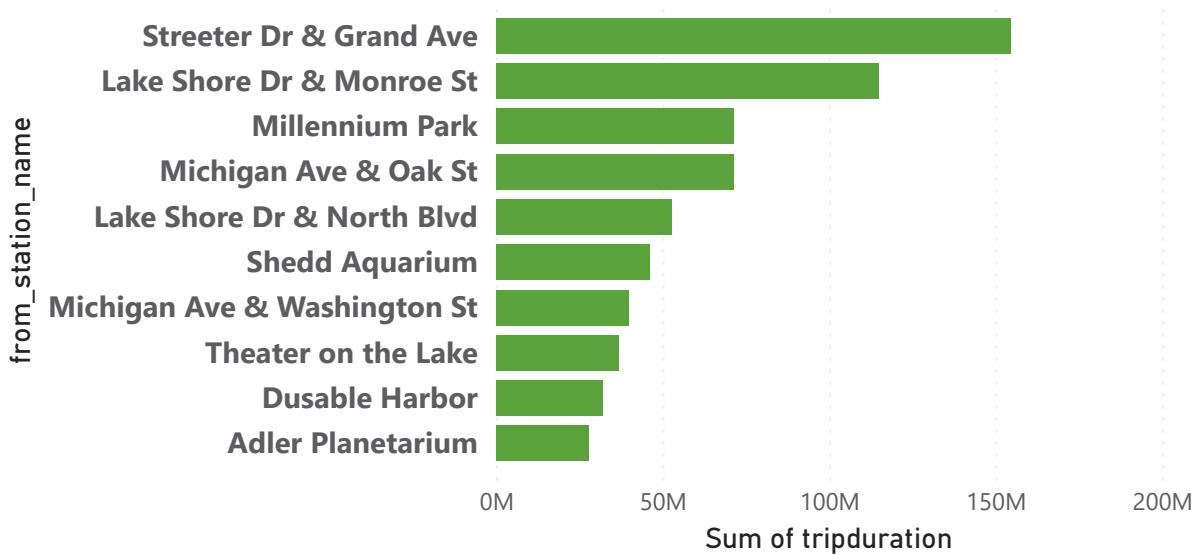 from_station_name
Streeter Dr & Grand Ave
Lake Shore Dr & Monroe St
Millennium Park
Michigan Ave & Oak St
Lake Shore Dr & North Blvd
Shedd Aquarium
Michigan Ave & Washington St
Theater on the Lake
Dusable Harbor
Adler Planetarium
0M 50M 100M 150M 200M
Sum of tripduration